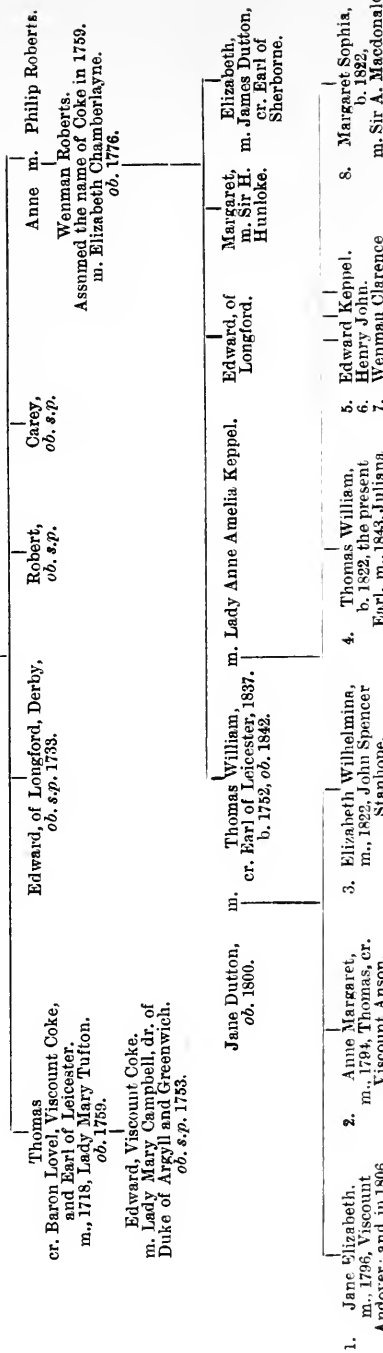 Thomas
cr. Baron Lovel, Viscount Coke,
and Earl of Leicester.
m., 1718, Lady Mary Tufton.
ob. 1759.
Edward, of Longford, Derby,
ob. s.p. 1733.
Robert,
ob. s.p.
Carey,
ob. s.p.
Anne m. Philip Roberts.
Edward, Viscount Coke.
m. Lady Mary Campbell, dr. of
Duke of Argyll and Greenwich.
ob. s.p. 1753.
Wenman Roberts.
Assumed the name of Coke in 1759.
m. Elizabeth Chamberlayne.
ob. 1776.
Jane Dutton,
ob. 1800.
m.
Thomas William,
cr. Earl of Leicester, 1837.
b. 1752, ob. 1842.
m. Lady Anne Amelia Keppel.
Edward, of
Longford.
Margaret,
m. Sir H.
Hunloke.
Elizabeth,
m. James Dutton,
cr. Earl of
Sherborne.
1. Jane Elizabeth.
m., 1796, Viscount
Andover; and, in 1806
2. Anne Margaret,
m., 1794, Thomas, cr.
Viscount Anson
3. Elizabeth Wilhelmina,
m., 1822, John Spencer
Stanhope.
4. Thomas William,
b. 1822, the present
Earl, m., 1843, Juliana
5. Edward Keppel.
6. Henry John.
7. Wenman Clarence
8. Margaret Sophia,
b. 1822,
m. Sir A. Macdonald